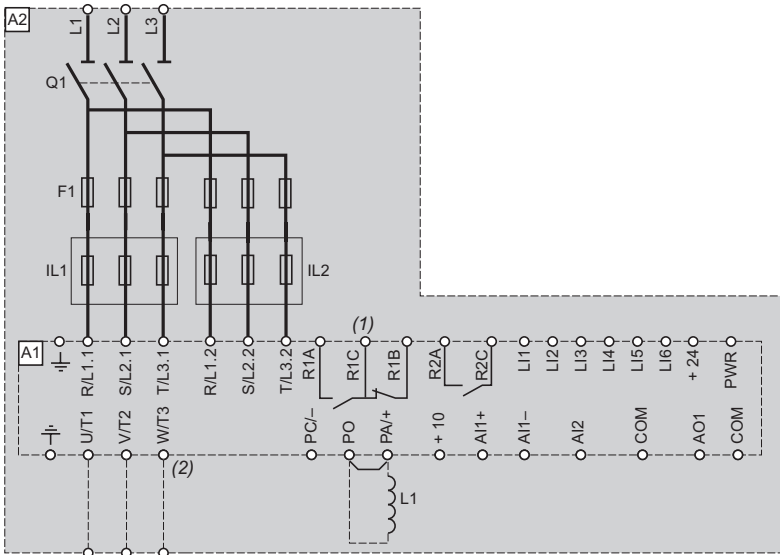 A2
L1
L2
L3
Q1
F1
IL1
IL2
(1)
A1
R/L1.1
S/L2.1
T/L3.1
R/L1.2
S/L2.2
T/L3.2
R1A
R1C
R1B
R2A
R2C
LI1
LI2
LI3
LI4
LI5
LI6
+ 24
PWR
U/T1
V/T2
W/T3
PC/–
PO
PA/+
+ 10
AI1+
AI1–
AI2
COM
AO1
COM
(2)
L1